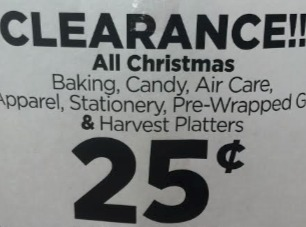 CLEARANCE!!
All Christmas
Baking, Candy, Air Care,
Apparel, Stationery, Pre-Wrapped
& Harvest Platters
25¢